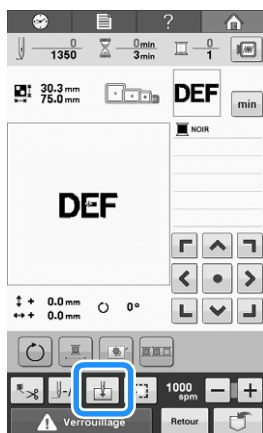 ?
0
1350
0min
3min
0
1
30.3 mm
75.0 mm
DEF
min
NOIR
DEF
+ 0.0 mm
+ 0.0 mm
0°
1000
spm
- +
Verrouillage
Retour